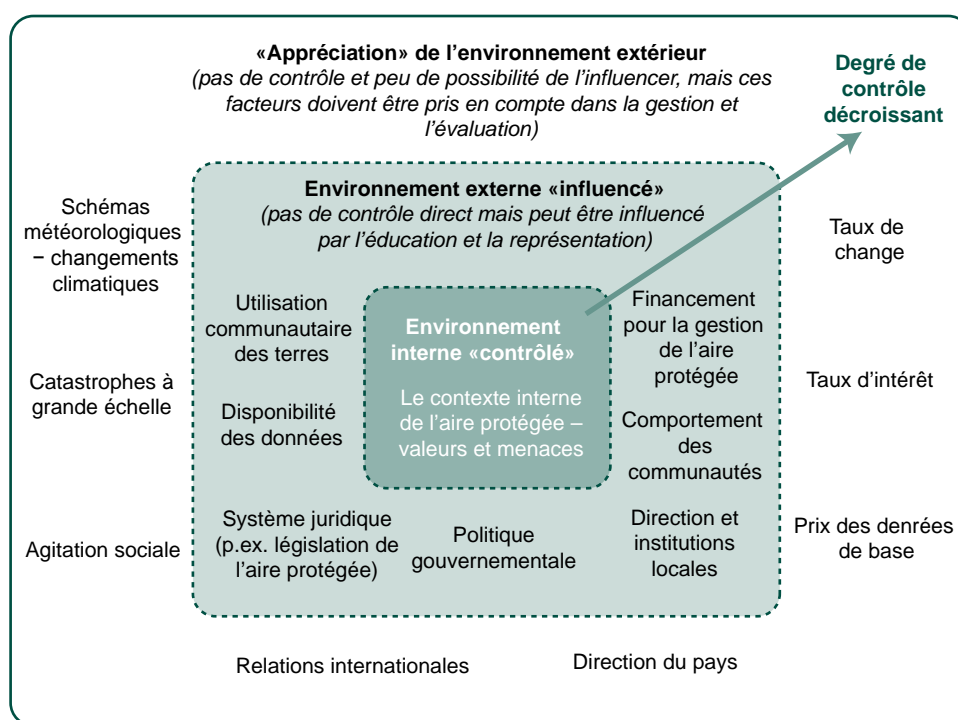 «Appréciation» de l'environnement extérieur
(pas de contrôle et peu de possibilité de l'influencer, mais ces
facteurs doivent être pris en compte dans la gestion et
l'évaluation)
Degré de
contrôle
décroissant
Environnement externe «influencé»
(pas de contrôle direct mais peut être influencé
par l'éducation et la représentation)
Schémas
météorologiques
– changements
climatiques
Catastrophes à
grande échelle
Agitation sociale
Utilisation
communautaire
des terres
Disponibilité
des données
Système juridique
(p.ex. législation de
l'aire protégée)
Environnement
interne «contrôlé»
Le contexte interne
de l'aire protégée –
valeurs et menaces
Politique
gouvernementale
Financement
pour la gestion
de l'aire
protégée
Comportement
des
communautés
Direction et
institutions
locales
Taux de
change
Taux d'intérêt
Prix des denrées
de base
Relations internationales
Direction du pays